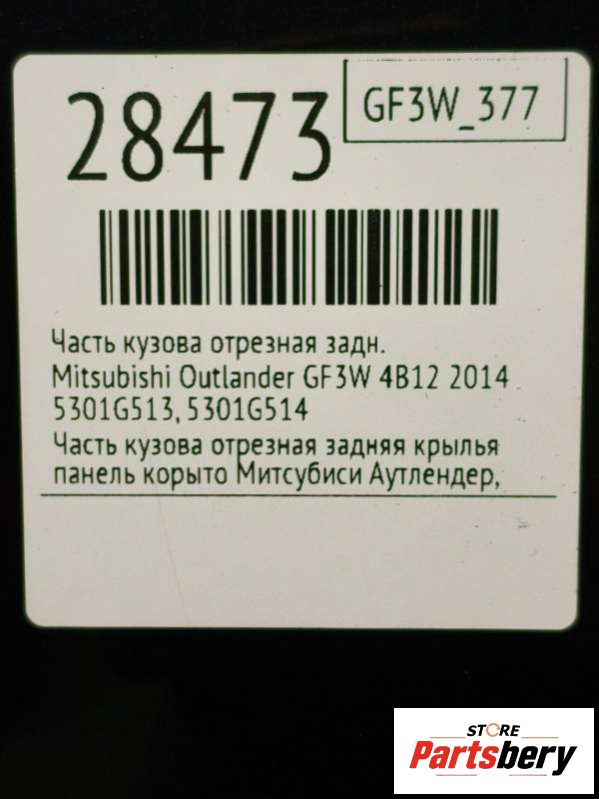 28473
GF3W_377
Часть кузова отрезная задн.
Mitsubishi Outlander GF3W 4B12 2014
5301G513, 5301G514
Часть кузова отрезная задняя крылья
панель корыто Митсубиси Аутлендер,
STORE
Partsbery